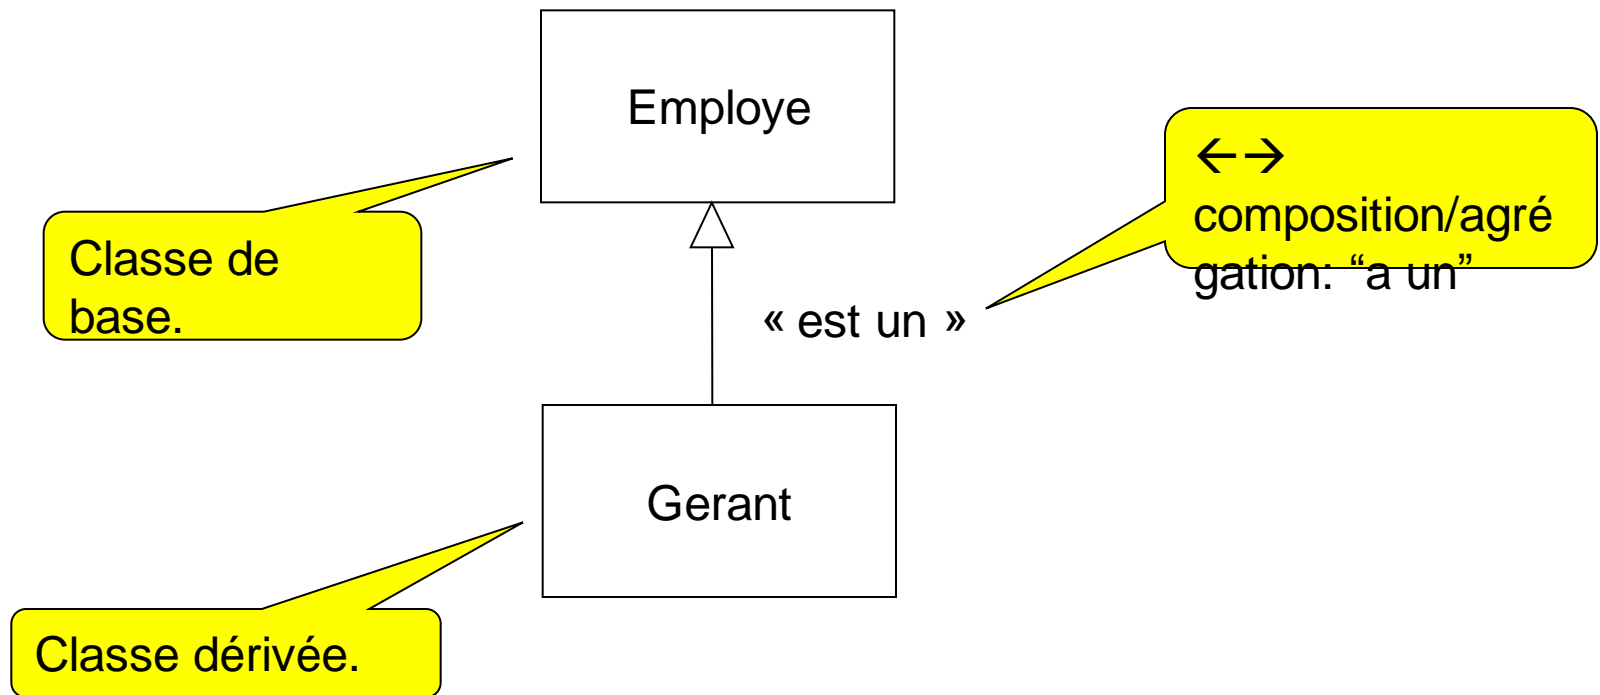 Employe
←→
composition/agré
gation: “a un”
Classe de
base.
« est un »
Gerant
Classe dérivée.